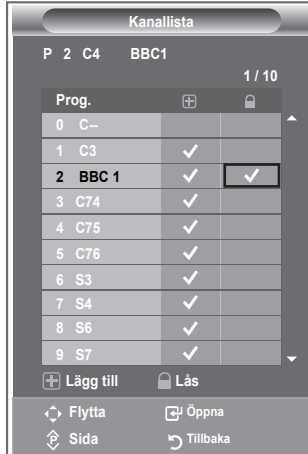 Kanallista
P 2 C4 BBC1
1 / 10
Prog.
0 C--
1 C3
2 BBC 1
3 C74
4 C75
5 C76
6 S3
7 S4
8 S6
9 S7
Lägg till Lås
Flytta Öppna
Sida Tillbaka